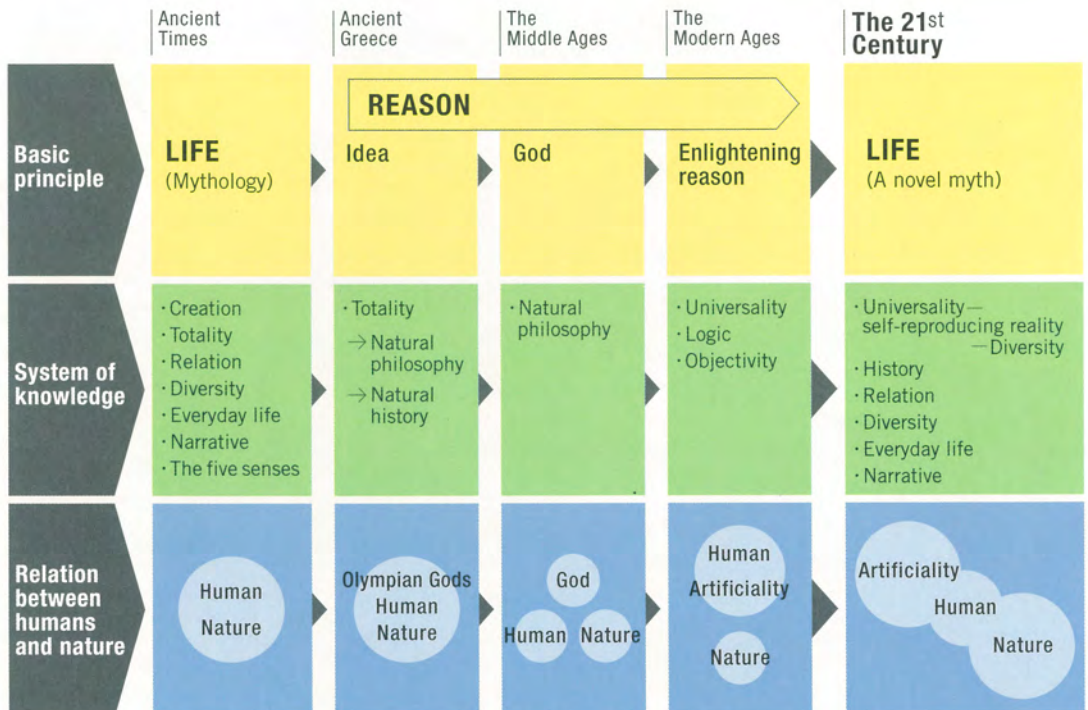 Ancient
Times
Ancient
Greece
The
Middle Ages
The
Modern Ages
The 21st
Century
Basic
principle
LIFE
(Mythology)
REASON
Idea
God
Enlightening
reason
LIFE
(A novel myth)
System of
knowledge
·Creation
·Totality
·Relation
·Diversity
·Everyday life
·Narrative
·The five senses
·Totality
→ Natural
philosophy
→ Natural
history
·Natural
philosophy
·Universality
·Logic
·Objectivity
·Universality—
self-reproducing reality
—Diversity
·History
·Relation
·Diversity
·Everyday life
·Narrative
Relation
between
humans
and nature
Human
Nature
Olympian Gods
Human
Nature
God
Human
Nature
Human
Artificiality
Nature
Artificiality
Human
Nature